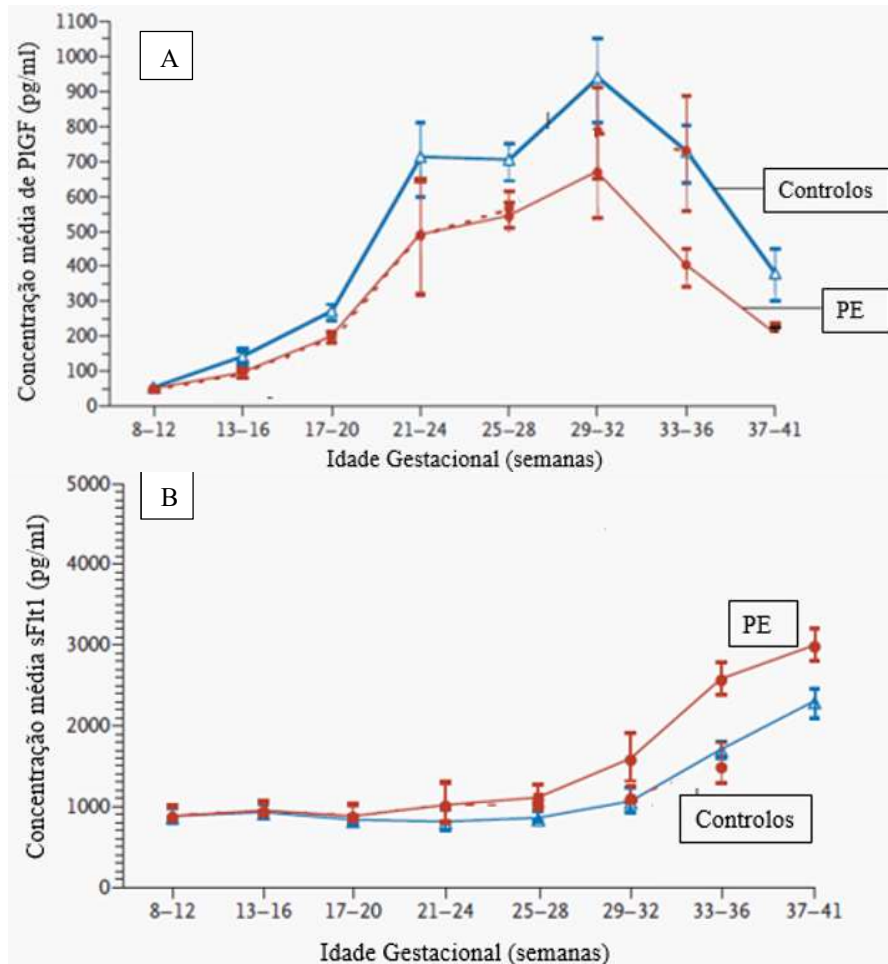 A
Concentração média de PlGF (pg/ml)
1100
1000
900
800
700
600
500
400
300
200
100
0
Controlos
PE
8–12 13–16 17–20 21–24 25–28 29–32 33–36 37–41
Idade Gestacional (semanas)
B
Concentração média sFlt1 (pg/ml)
5000
4000
3000
2000
1000
0
PE
Controlos
8–12 13–16 17–20 21–24 25–28 29–32 33–36 37–41
Idade Gestacional (semanas)